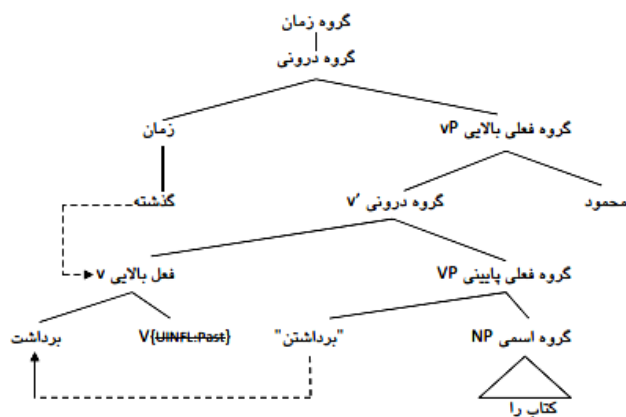 گروه زمان
گروه درونی
گروه فعلی بالایی vP
زمان
محمود
گروه درونی v′
گذشته
گروه فعلی پایینی VP
فعل بالایی v
گروه اسمی NP
"برداشتن"
V{UINFL:Past}
برداشت
کتاب را